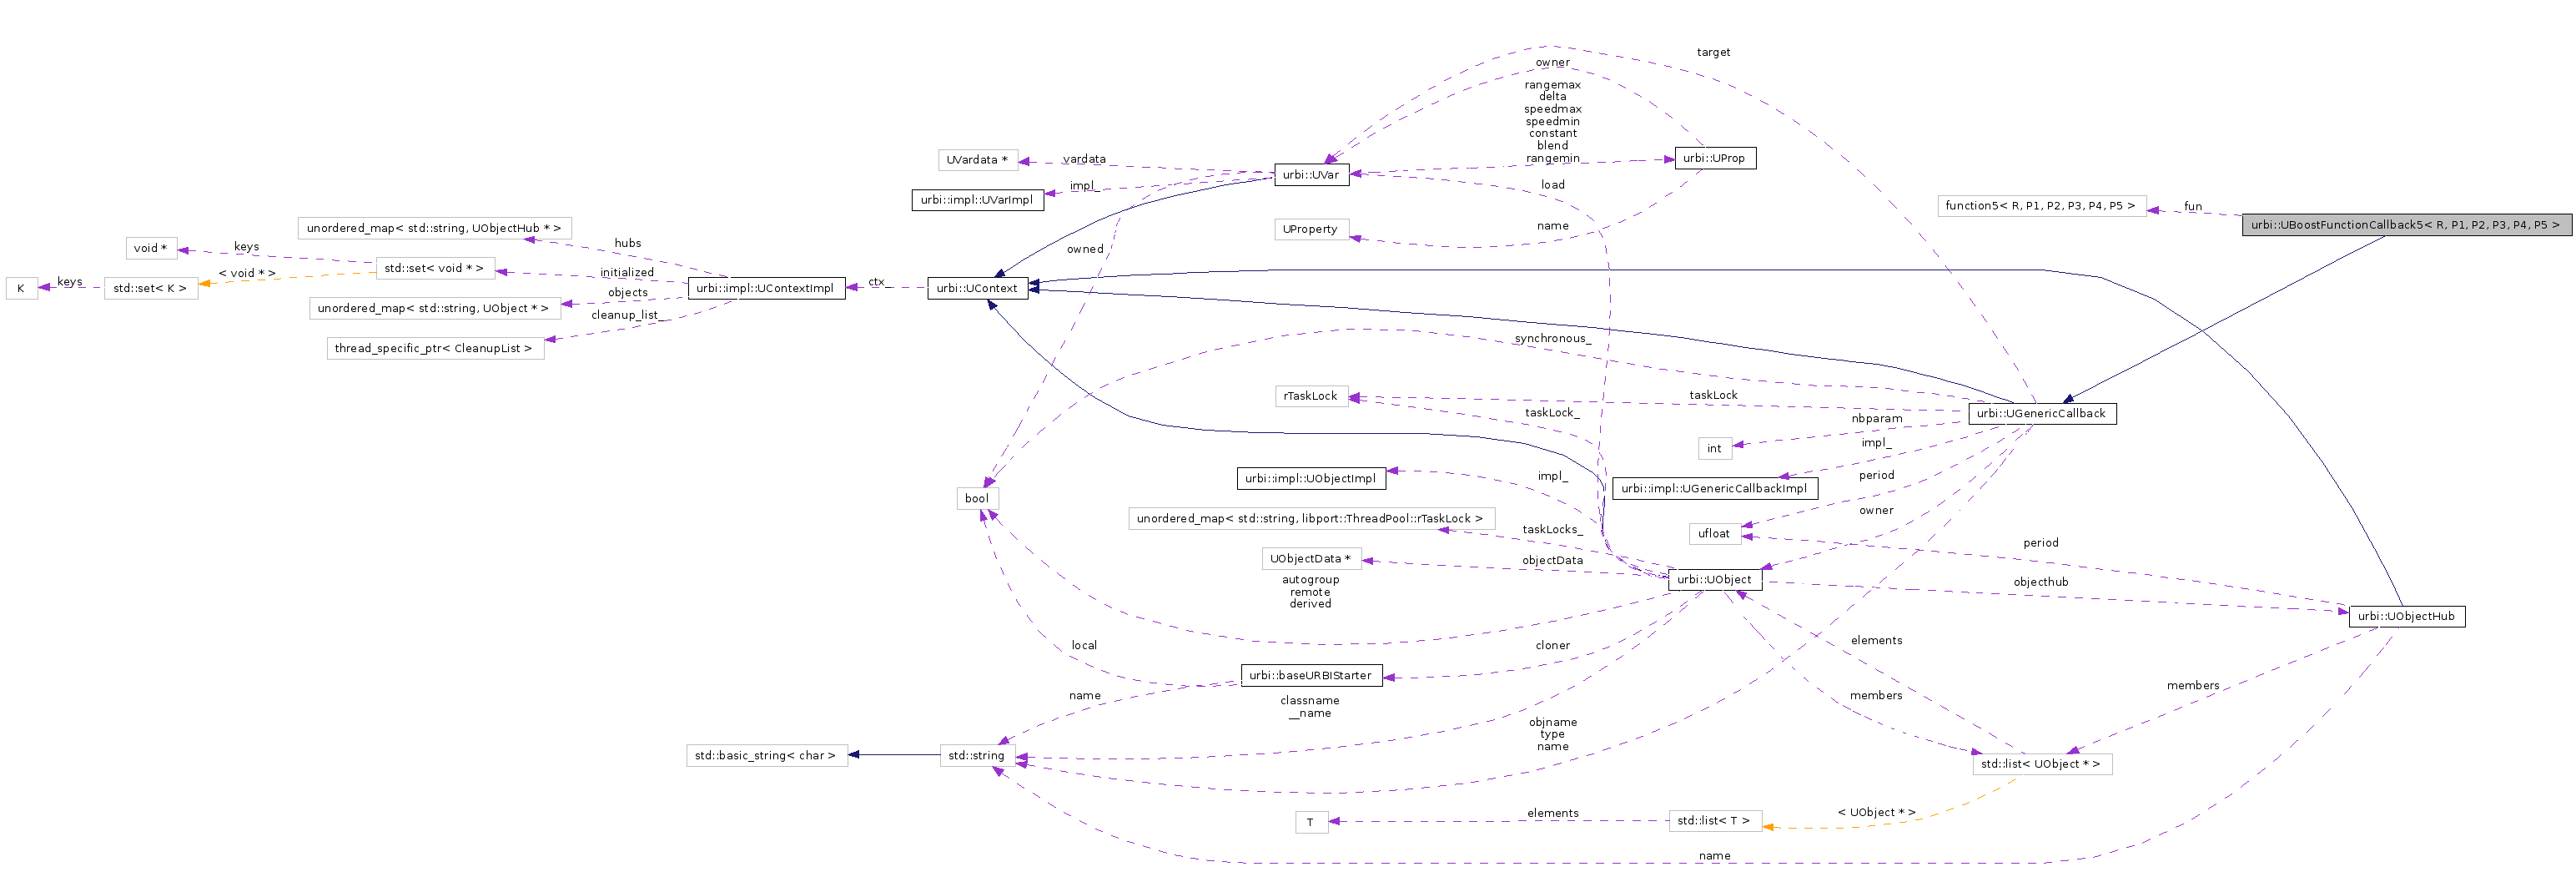 target
owner
rangemax
delta
speedmax
speedmin
constant
blend
rangemin
UVardata *
vardata
urbi::UVar
urbi::UProp
impl_
urbi::impl::UVarImpl
load
function5< R, P1, P2, P3, P4, P5 >
fun
urbi::UBoostFunctionCallback5< R, P1, P2, P3, P4, P5 >
unordered_map< std::string, UObjectHub * >
UProperty
name
void *
keys
hubs
owned
std::set< void * >
< void * >
initialized
K
keys
std::set< K >
objects
urbi::impl::UContextImpl
ctx_
urbi::UContext
unordered_map< std::string, UObject * >
cleanup_list_
thread_specific_ptr< CleanupList >
synchronous_
rTaskLock
taskLock
taskLock_
urbi::UGenericCallback
nbparam
int
impl_
urbi::impl::UObjectImpl
impl_
urbi::impl::UGenericCallbackImpl
period
bool
unordered_map< std::string, libport::ThreadPool::rTaskLock >
taskLocks_
owner
ufloat
period
UObjectData *
objectData
urbi::UObject
objecthub
autogroup
remote
derived
urbi::UObjectHub
local
cloner
elements
urbi::baseURBIStarter
name
members
members
classname
__name
objname
type
name
std::basic_string< char >
std::string
std::list< UObject * >
T
elements
std::list< T >
< UObject * >
name